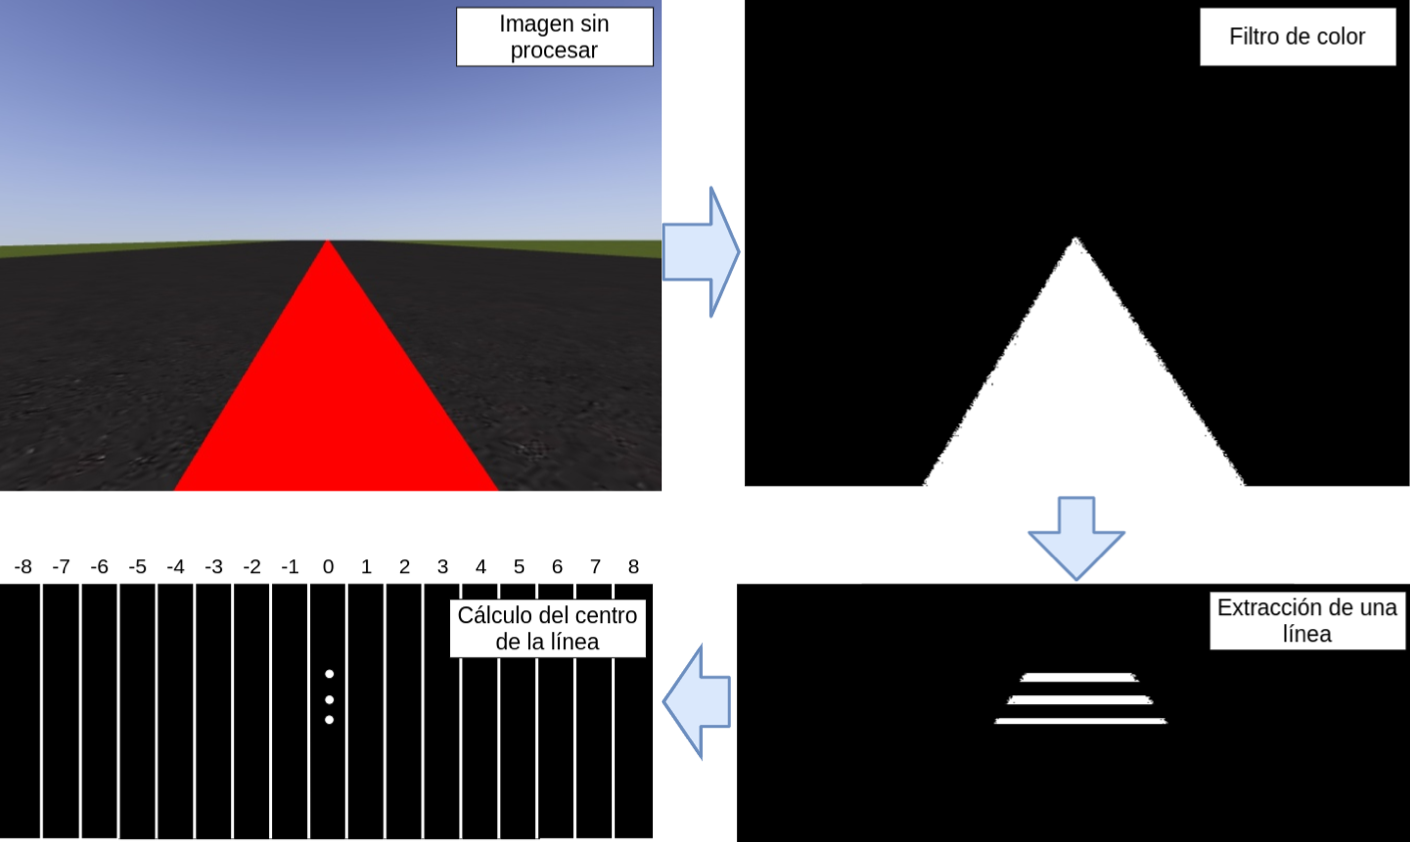 Imagen sin
procesar
Filtro de color
-8 -7 -6 -5 -4 -3 -2 -1 0 1 2 3 4 5 6 7 8
Cálculo del centro
de la línea
Extracción de una
línea